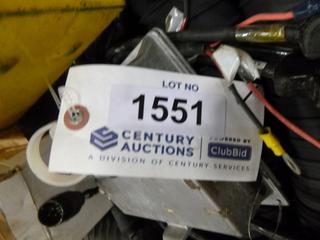 LOT NO
1551
CENTURY
AUCTIONS
POWERED BY
ClubBid
A DIVISION OF CENTURY SERVICES